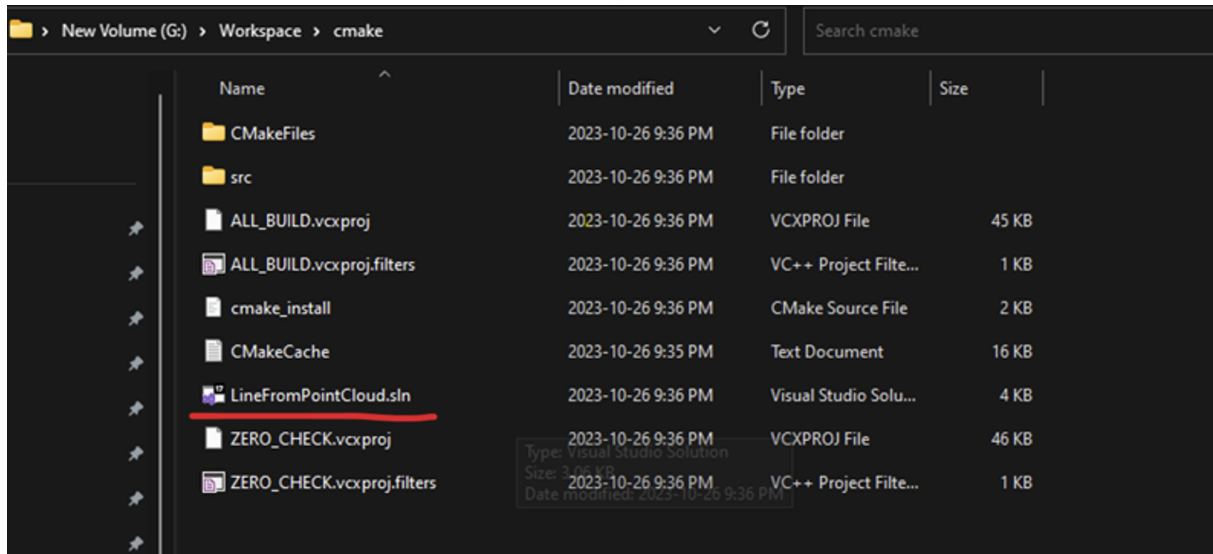 New Volume (G:) > Workspace > cmake
Search cmake
Name Date modified Type Size
CMakeFiles 2023-10-26 9:36 PM File folder
src 2023-10-26 9:36 PM File folder
ALL_BUILD.vcxproj 2023-10-26 9:36 PM VCXPROJ File 45 KB
ALL_BUILD.vcxproj.filters 2023-10-26 9:36 PM VC++ Project Filte... 1 KB
cmake_install 2023-10-26 9:36 PM CMake Source File 2 KB
CMakeCache 2023-10-26 9:35 PM Text Document 16 KB
LineFromPointCloud.sln 2023-10-26 9:36 PM Visual Studio Solu... 4 KB
ZERO_CHECK.vcxproj 2023-10-26 9:36 PM VCXPROJ File 46 KB
Type: Visual Studio Solution
Size: 3.06 KB
ZERO_CHECK.vcxproj.filters 2023-10-26 9:36 PM VC++ Project Filte... 1 KB
Date modified: 2023-10-26 9:36 PM